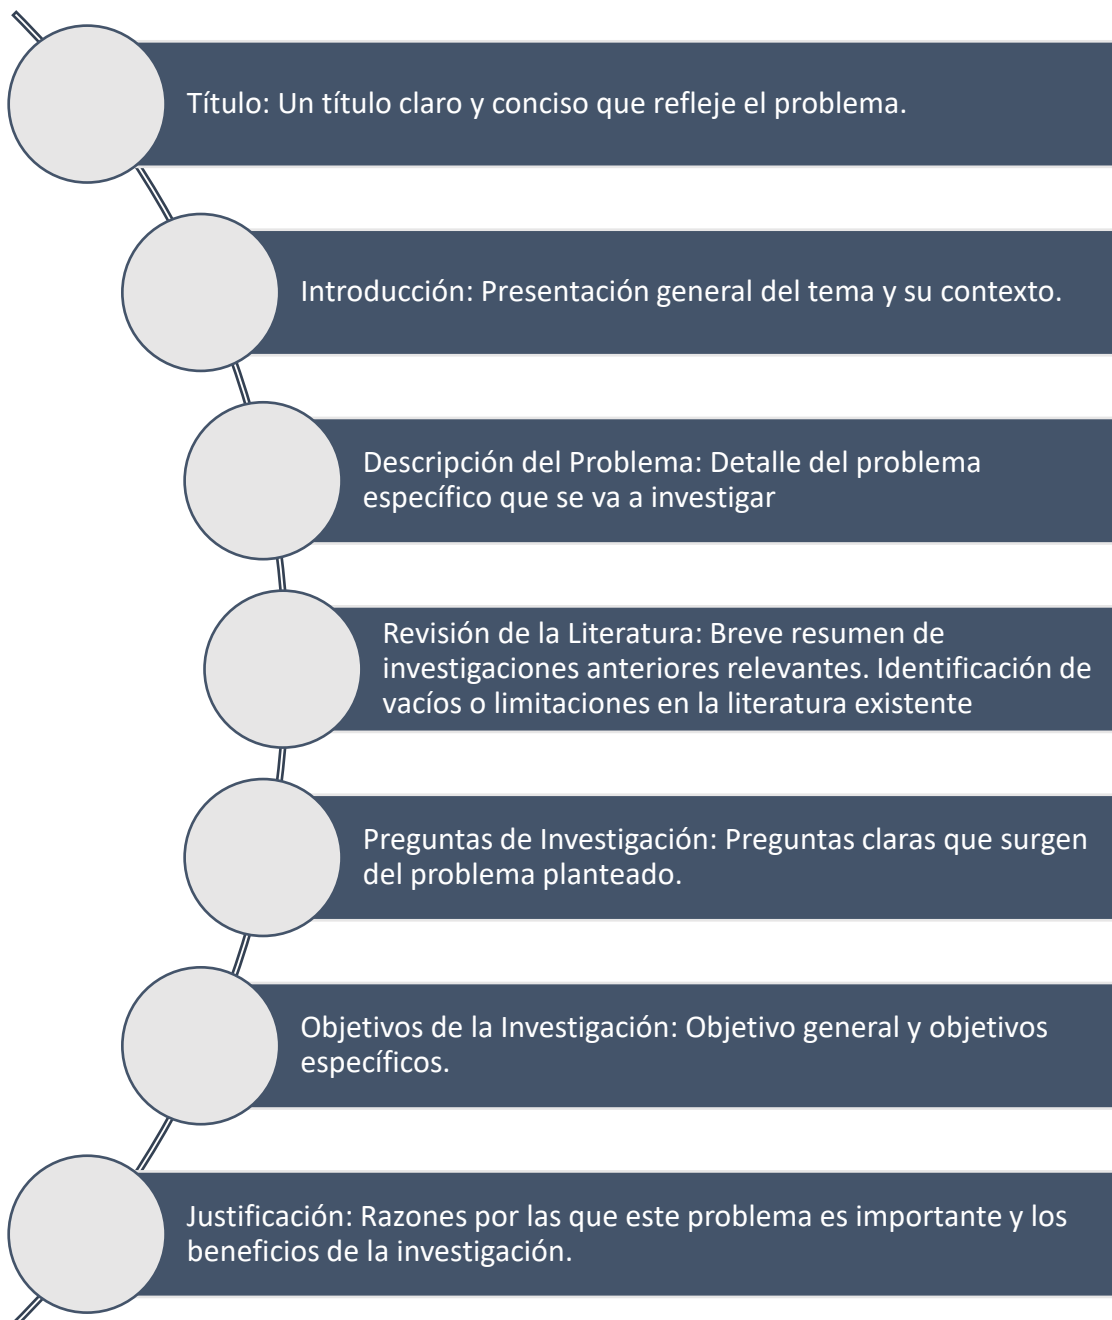 Título: Un título claro y conciso que refleje el problema.
Introducción: Presentación general del tema y su contexto.
Descripción del Problema: Detalle del problema
específico que se va a investigar
Revisión de la Literatura: Breve resumen de
investigaciones anteriores relevantes. Identificación de
vacíos o limitaciones en la literatura existente
Preguntas de Investigación: Preguntas claras que surgen
del problema planteado.
Objetivos de la Investigación: Objetivo general y objetivos
específicos.
Justificación: Razones por las que este problema es importante y los
beneficios de la investigación.